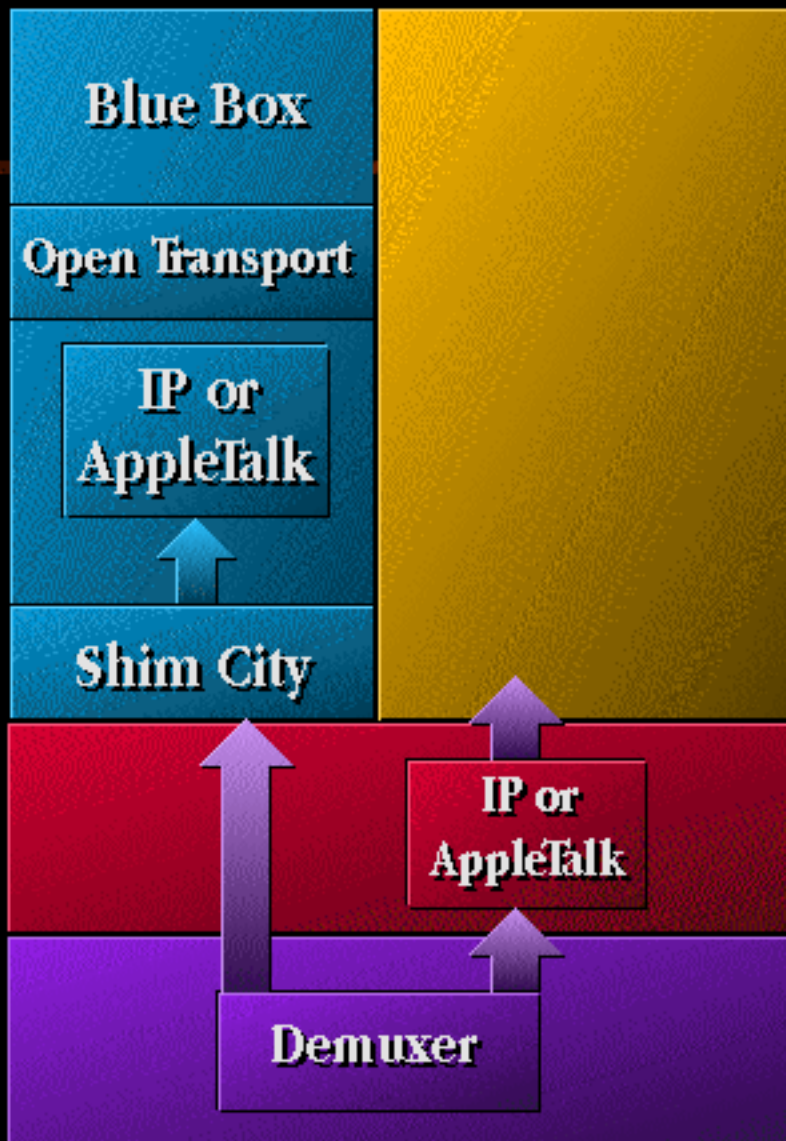 Blue Box
Open Transport
IP or
AppleTalk
Shim City
IP or
AppleTalk
Demuxer